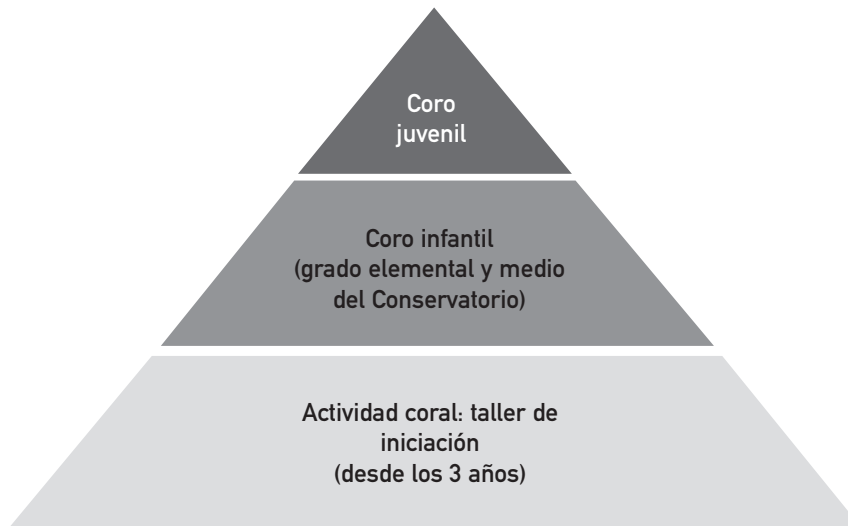 Coro
juvenil
Coro infantil
(grado elemental y medio
del Conservatorio)
Actividad coral: taller de
iniciación
(desde los 3 años)